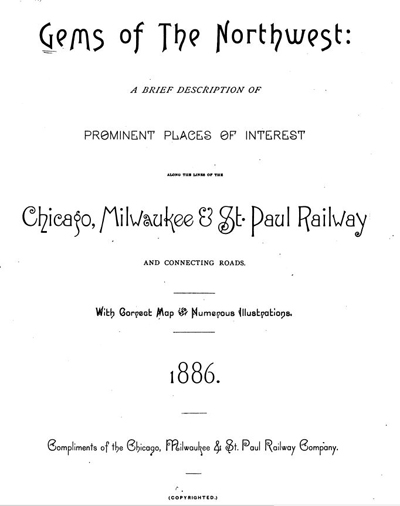 Gems of The Northwest:
A BRIEF DESCRIPTION OF
PROMINENT PLACES OF INTEREST
ALONG THE LINES OF THE
Chicago, Milwaukee & St. Paul Railway
AND CONNECTING ROADS.
With Correct Map & Numerous Illustrations.
1886.
Compliments of the Chicago, Milwaukee & St. Paul Railway Company.
(COPYRIGHTED.)